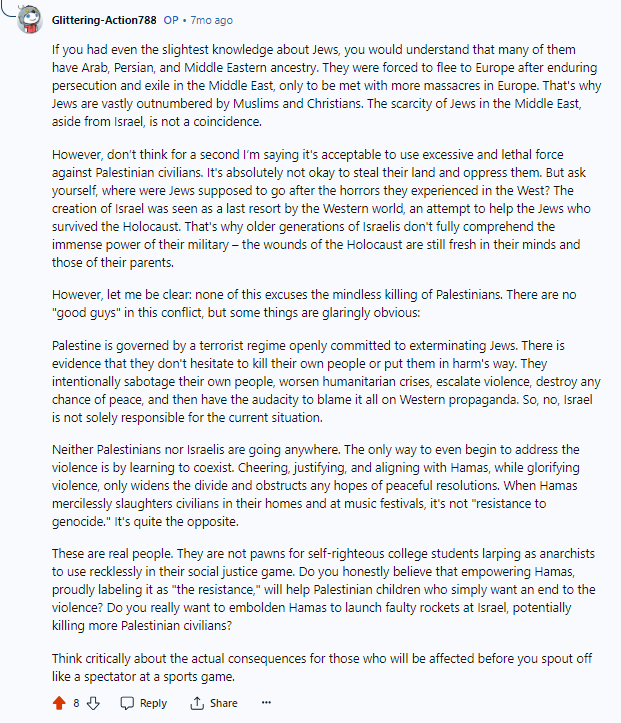 Glittering-Action788 OP • 7mo ago
If you had even the slightest knowledge about Jews, you would understand that many of them
have Arab, Persian, and Middle Eastern ancestry. They were forced to flee to Europe after enduring
persecution and exile in the Middle East, only to be met with more massacres in Europe. That's why
Jews are vastly outnumbered by Muslims and Christians. The scarcity of Jews in the Middle East,
aside from Israel, is not a coincidence.
However, don't think for a second I'm saying it's acceptable to use excessive and lethal force
against Palestinian civilians. It's absolutely not okay to steal their land and oppress them. But ask
yourself, where were Jews supposed to go after the horrors they experienced in the West? The
creation of Israel was seen as a last resort by the Western world, an attempt to help the Jews who
survived the Holocaust. That's why older generations of Israelis don't fully comprehend the
immense power of their military – the wounds of the Holocaust are still fresh in their minds and
those of their parents.
However, let me be clear: none of this excuses the mindless killing of Palestinians. There are no
"good guys" in this conflict, but some things are glaringly obvious:
Palestine is governed by a terrorist regime openly committed to exterminating Jews. There is
evidence that they don't hesitate to kill their own people or put them in harm's way. They
intentionally sabotage their own people, worsen humanitarian crises, escalate violence, destroy any
chance of peace, and then have the audacity to blame it all on Western propaganda. So, no, Israel
is not solely responsible for the current situation.
Neither Palestinians nor Israelis are going anywhere. The only way to even begin to address the
violence is by learning to coexist. Cheering, justifying, and aligning with Hamas, while glorifying
violence, only widens the divide and obstructs any hopes of peaceful resolutions. When Hamas
mercilessly slaughters civilians in their homes and at music festivals, it's not "resistance to
genocide." It's quite the opposite.
These are real people. They are not pawns for self-righteous college students larping as anarchists
to use recklessly in their social justice game. Do you honestly believe that empowering Hamas,
proudly labeling it as "the resistance," will help Palestinian children who simply want an end to the
violence? Do you really want to embolden Hamas to launch faulty rockets at Israel, potentially
killing more Palestinian civilians?
Think critically about the actual consequences for those who will be affected before you spout off
like a spectator at a sports game.
8 Reply Share ...